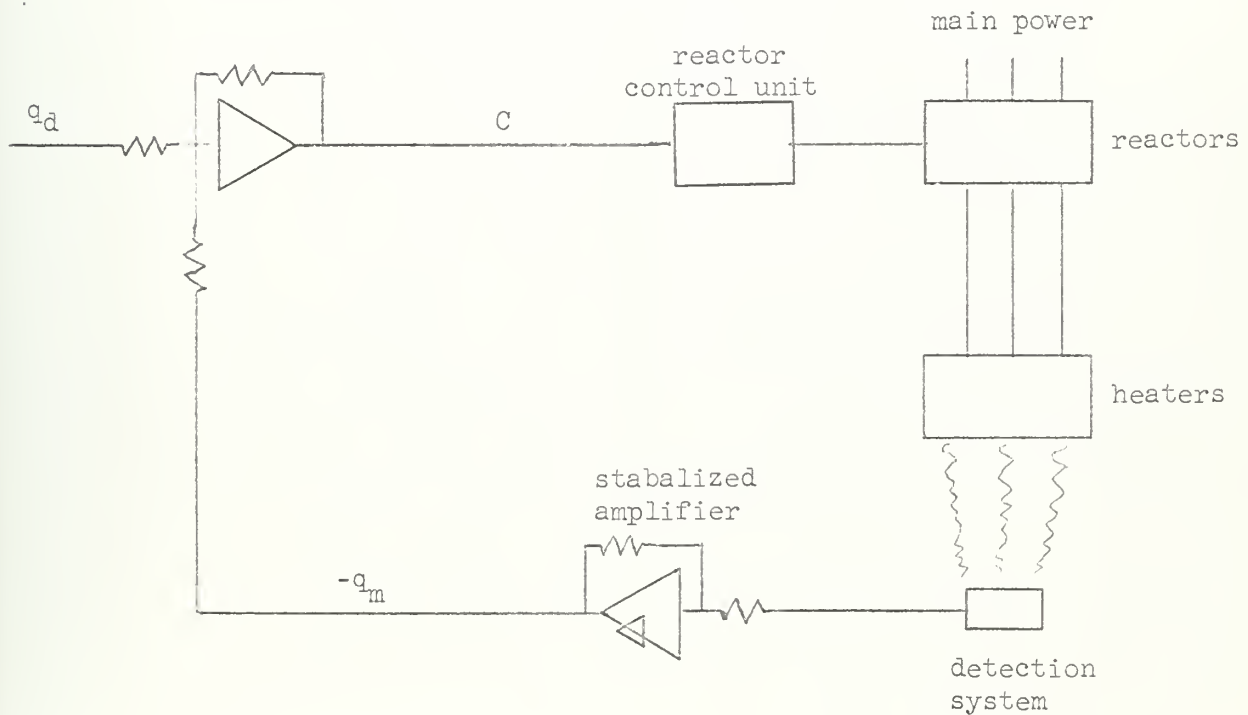 main power
reactor
control unit
q_d
C
reactors
heaters
stabalized
amplifier
-q_m
detection
system